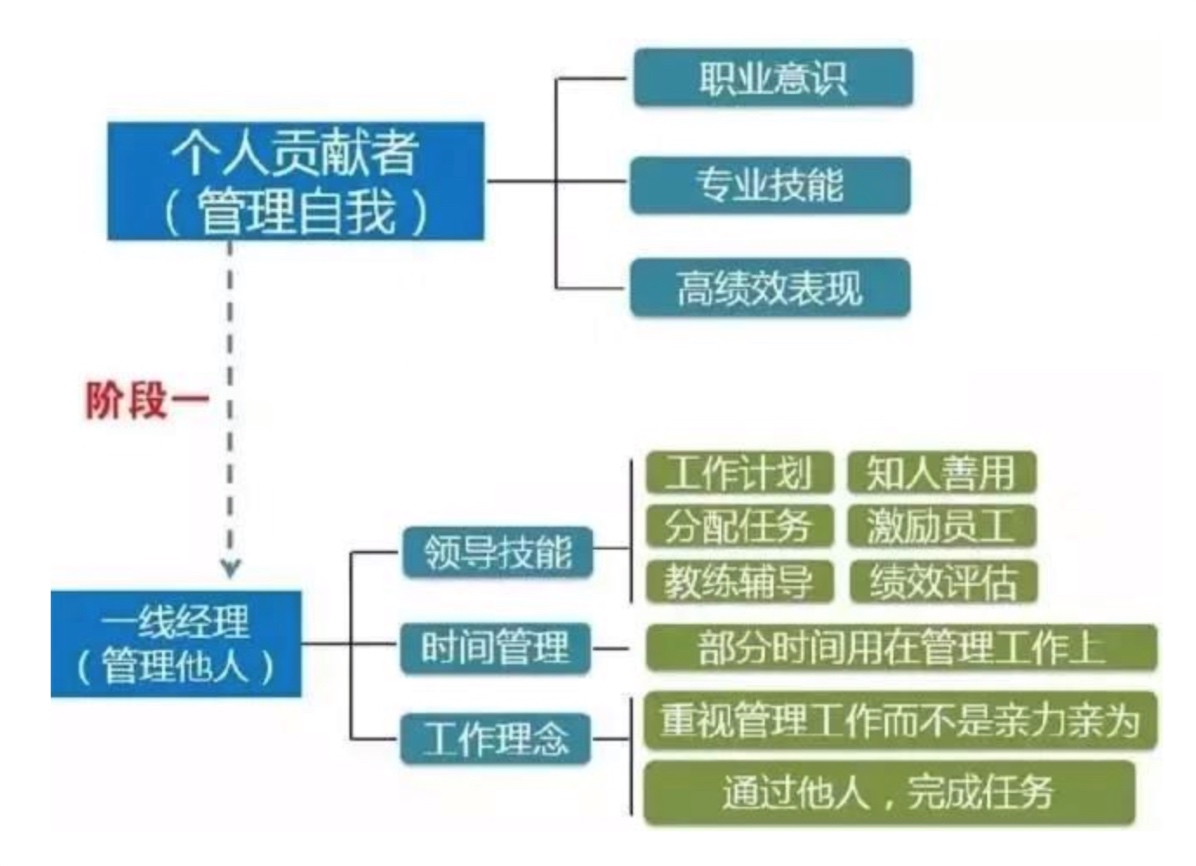 个人贡献者
（管理自我）
职业意识
专业技能
高绩效表现
阶段一
一线经理
（管理他人）
领导技能
工作计划
知人善用
分配任务
激励员工
教练辅导
绩效评估
时间管理
部分时间用在管理工作上
工作理念
重视管理工作而不是亲力亲为
通过他人，完成任务